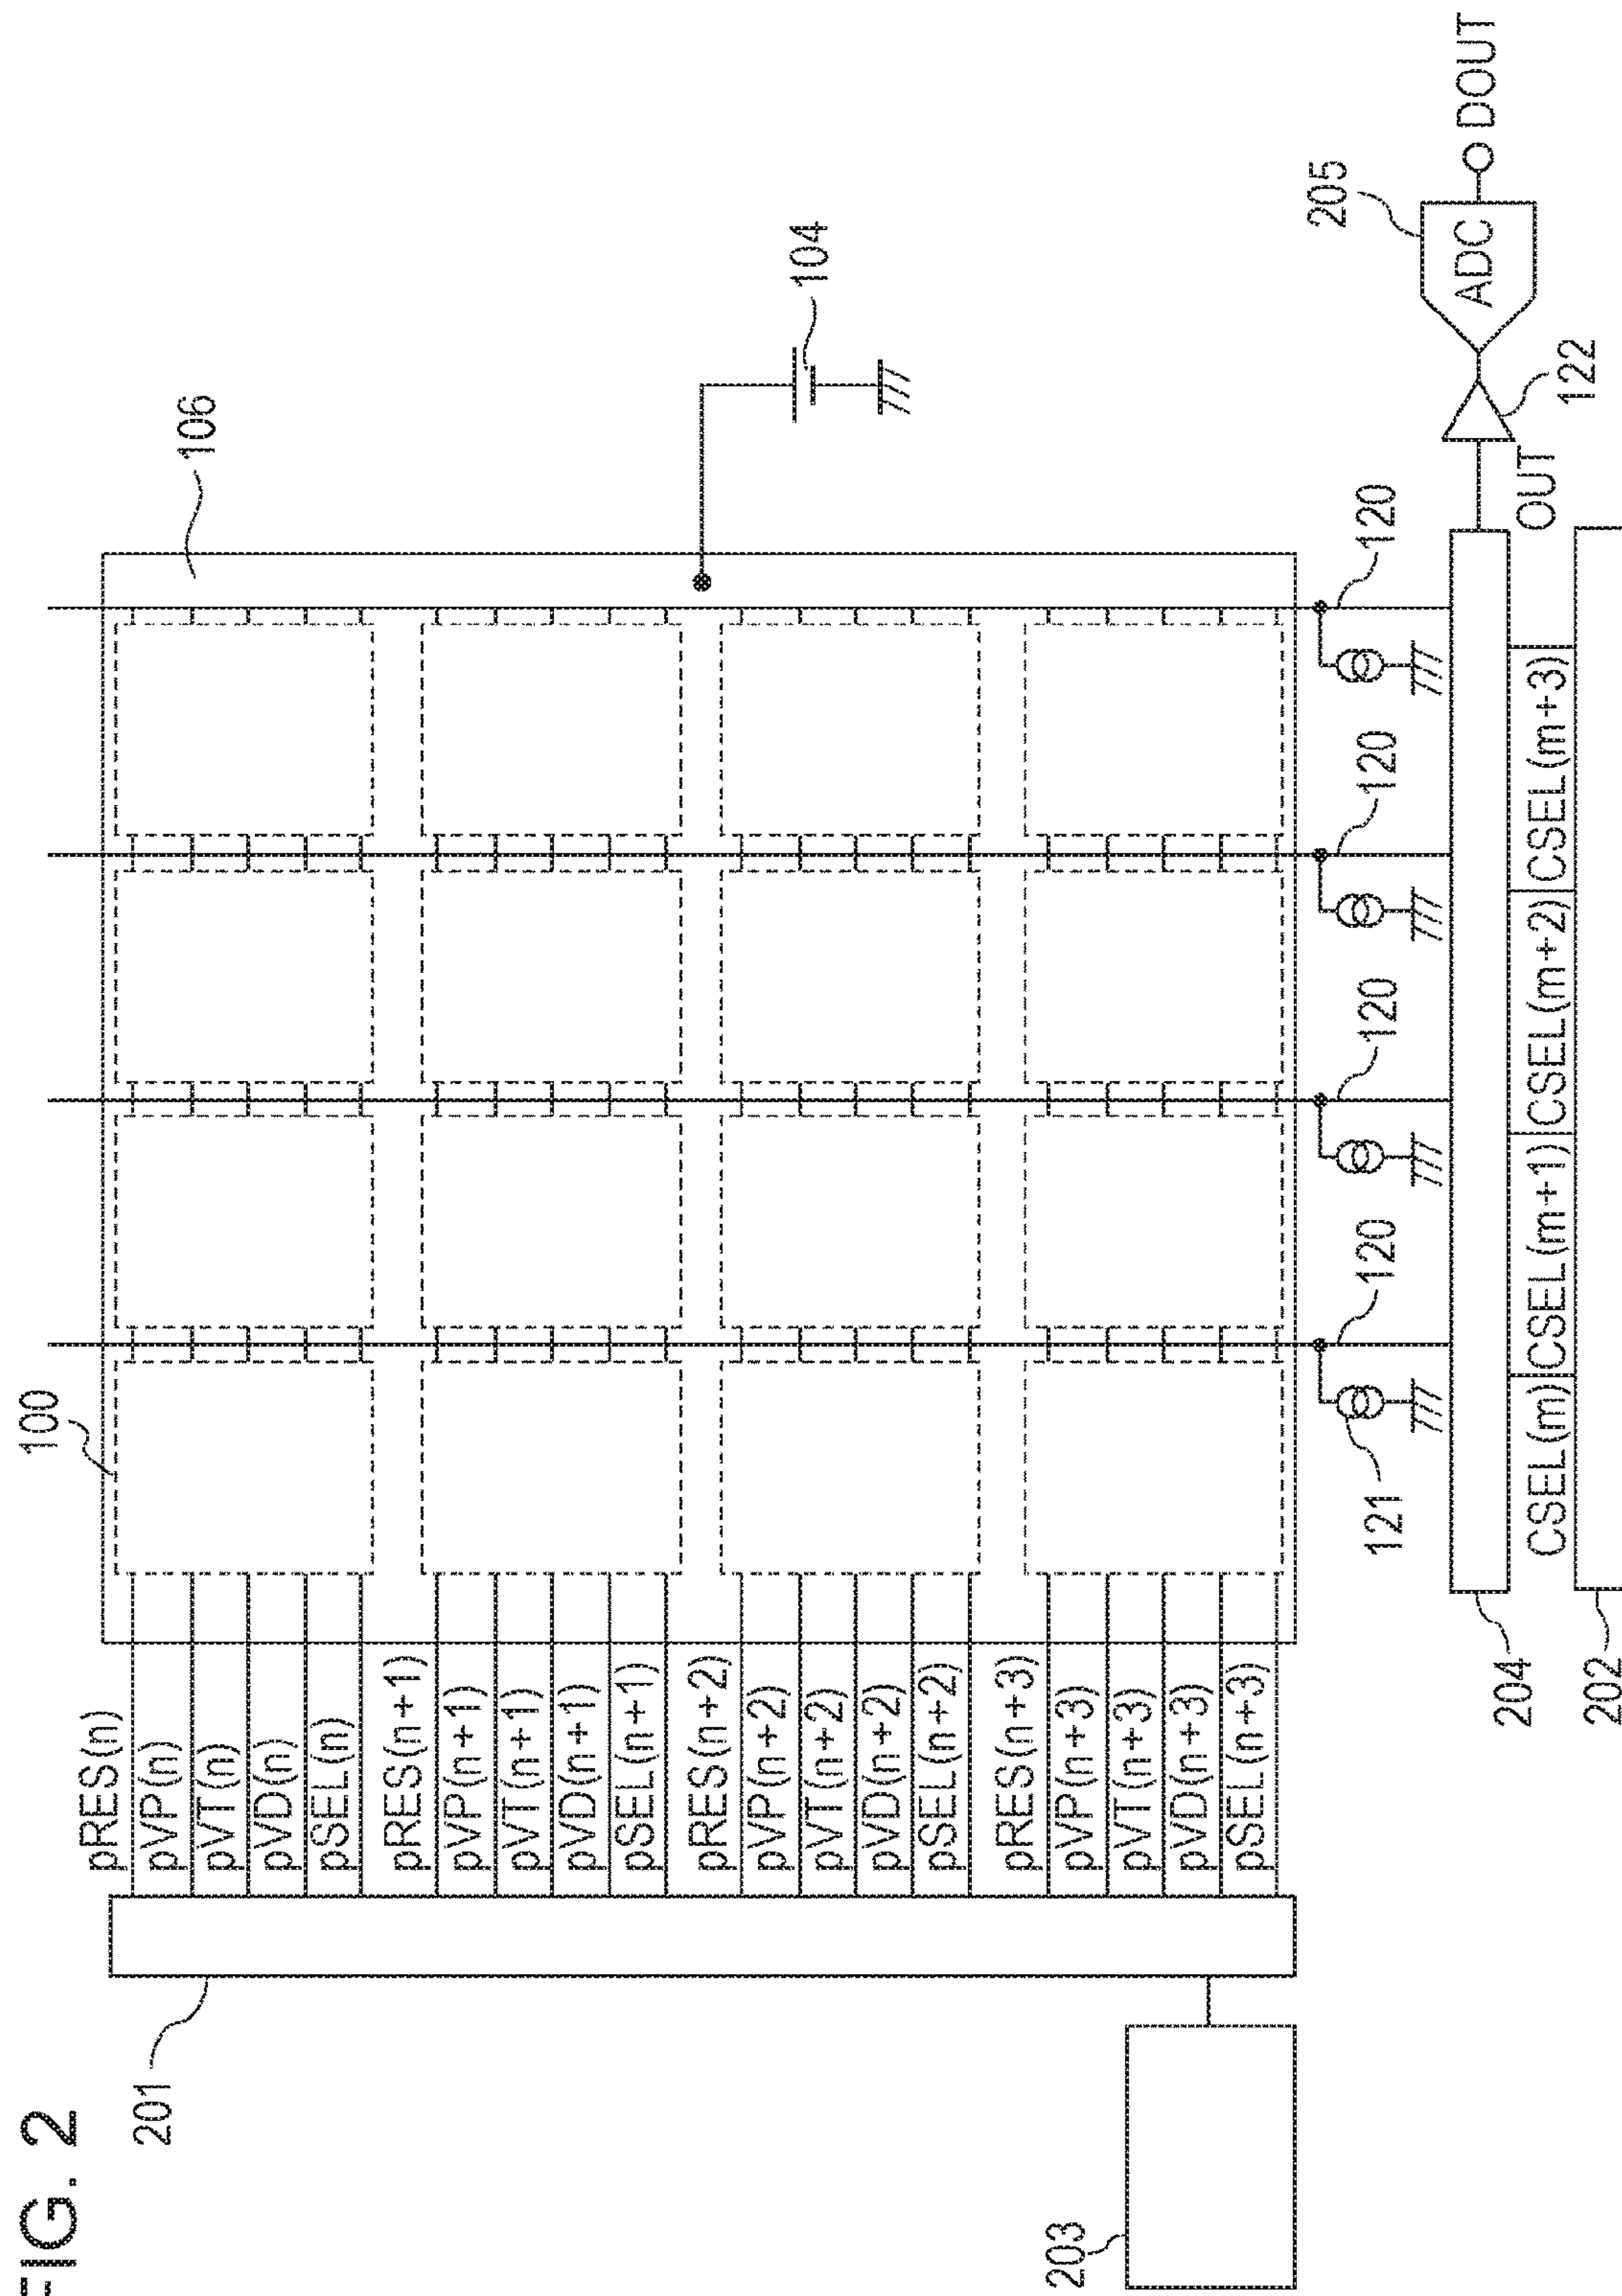 FIG. 2
100
106
104
201
203
pRES(n)
pVP(n)
pVT(n)
pVD(n)
pSEL(n)
pRES(n+1)
pVP(n+1)
pVT(n+1)
pVD(n+1)
pSEL(n+1)
pRES(n+2)
pVP(n+2)
pVT(n+2)
pVD(n+2)
pSEL(n+2)
pRES(n+3)
pVP(n+3)
pVT(n+3)
pVD(n+3)
pSEL(n+3)
121
120
120
120
120
205
ADC
DOUT
122
OUT
204
CSEL(m) CSEL(m+1) CSEL(m+2) CSEL(m+3)
202